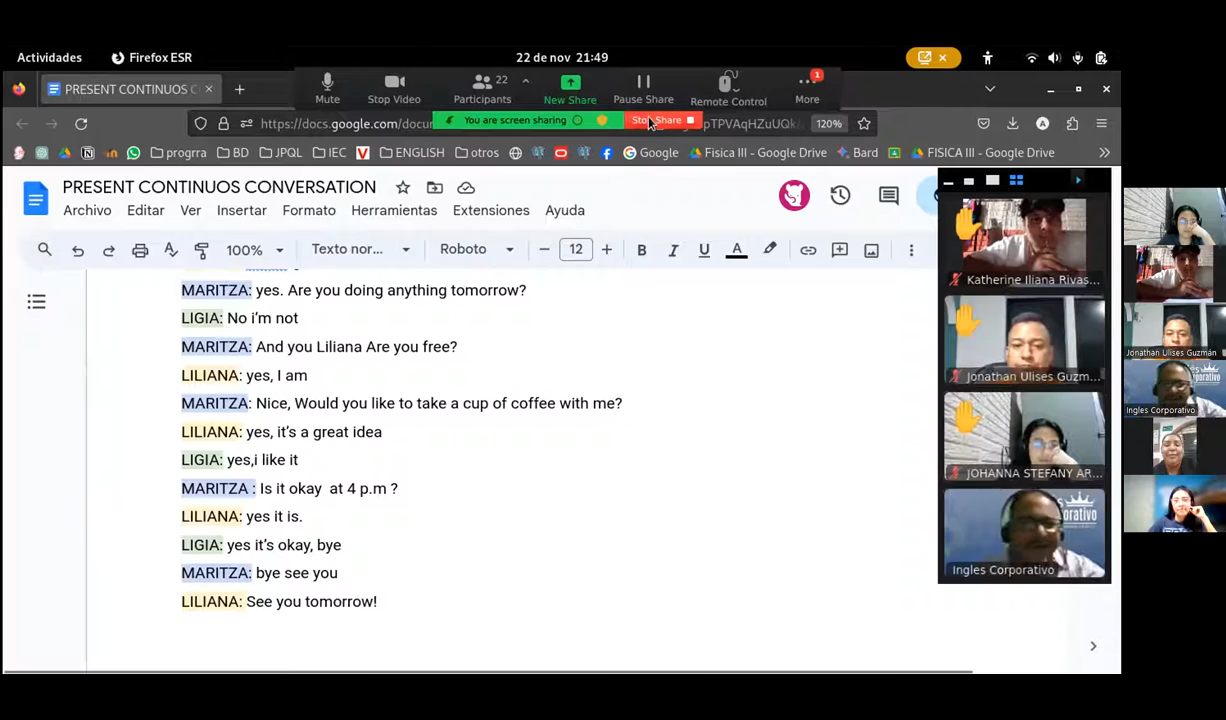 Actividades Firefox ESR 22 de nov 21:49
PRESENT CONTINUOS C
22 1
Mute Stop Video Participants New Share Pause Share Remote Control More
You are screen sharing Stop Share
https://docs.google.com/docu pTPVAqHZuUQk 120%
progrra BD JPQL IEC ENGLISH otros Google Fisica III - Google Drive Bard FISICA III - Google Drive
PRESENT CONTINUOS CONVERSATION
Archivo Editar Ver Insertar Formato Herramientas Extensiones Ayuda
100% Texto nor... Roboto 12 B I U A
MARITZA: yes. Are you doing anything tomorrow?
LIGIA: No i’m not
MARITZA: And you Liliana Are you free?
LILIANA: yes, I am
MARITZA: Nice, Would you like to take a cup of coffee with me?
LILIANA: yes, it’s a great idea
LIGIA: yes,i like it
MARITZA : Is it okay at 4 p.m ?
LILIANA: yes it is.
LIGIA: yes it’s okay, bye
MARITZA: bye see you
LILIANA: See you tomorrow!
Katherine Iliana Rivas...
Jonathan Ulises Guzm...
JOHANNA STEFANY AR...
Ingles Corporativo
Jonathan Ulises Guzmán
Ingles Corporativo